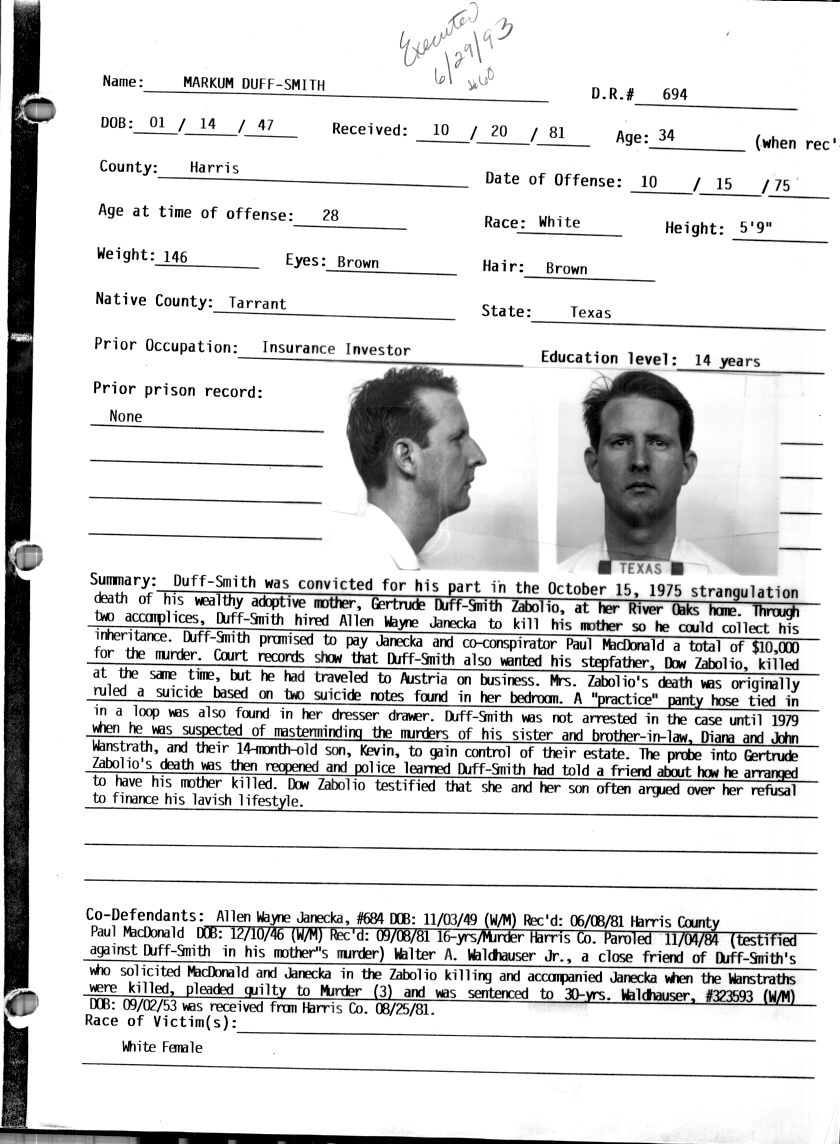 Executed
6/29/93
#60
Name: MARKUM DUFF-SMITH D.R.# 694
DOB: 01 / 14 / 47 Received: 10 / 20 / 81 Age: 34 (when rec'
County: Harris Date of Offense: 10 / 15 / 75
Age at time of offense: 28 Race: White Height: 5'9"
Weight: 146 Eyes: Brown Hair: Brown
Native County: Tarrant State: Texas
Prior Occupation: Insurance Investor Education level: 14 years
Prior prison record:
None
TEXAS
Summary: Duff-Smith was convicted for his part in the October 15, 1975 strangulation
death of his wealthy adoptive mother, Gertrude Duff-Smith Zabolio, at her River Oaks home. Through
two accomplices, Duff-Smith hired Allen Wayne Janecka to kill his mother so he could collect his
inheritance. Duff-Smith promised to pay Janecka and co-conspirator Paul MacDonald a total of $10,000
for the murder. Court records show that Duff-Smith also wanted his stepfather, Dow Zabolio, killed
at the same time, but he had traveled to Austria on business. Mrs. Zabolio's death was originally
ruled a suicide based on two suicide notes found in her bedroom. A "practice" panty hose tied in
in a loop was also found in her dresser drawer. Duff-Smith was not arrested in the case until 1979
when he was suspected of masterminding the murders of his sister and brother-in-law, Diana and John
Wanstrath, and their 14-month-old son, Kevin, to gain control of their estate. The probe into Gertrude
Zabolio's death was then reopened and police learned Duff-Smith had told a friend about how he arranged
to have his mother killed. Dow Zabolio testified that she and her son often argued over her refusal
to finance his lavish lifestyle.
Co-Defendants: Allen Wayne Janecka, #684 DOB: 11/03/49 (W/M) Rec'd: 06/08/81 Harris County
Paul MacDonald DOB: 12/10/46 (W/M) Rec'd: 09/08/81 16-yrs/Murder Harris Co. Paroled 11/04/84 (testified
against Duff-Smith in his mother"s murder) Walter A. Waldhauser Jr., a close friend of Duff-Smith's
who solicited MacDonald and Janecka in the Zabolio killing and accompanied Janecka when the Wanstraths
were killed, pleaded guilty to Murder (3) and was sentenced to 30-yrs. Waldhauser, #323593 (W/M)
DOB: 09/02/53 was received from Harris Co. 08/25/81.
Race of Victim(s):
White Female